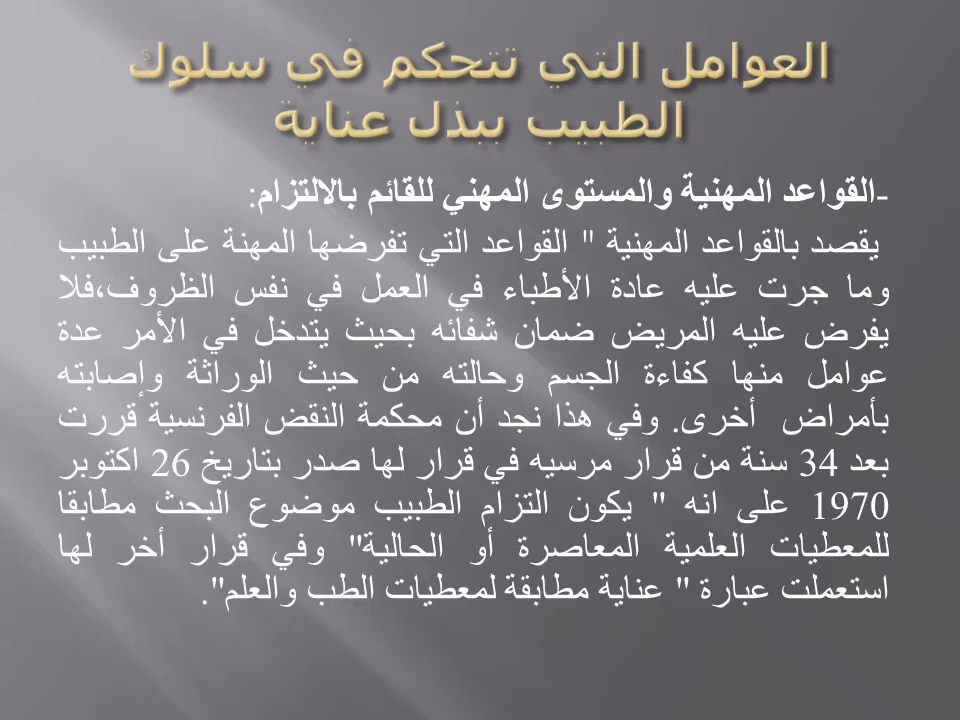 العوامل التي تتحكم في سلوك
الطبيب ببذل عناية
-القواعد المهنية والمستوى المهني للقائم بالالتزام:
يقصد بالقواعد المهنية " القواعد التي تفرضها المهنة على الطبيب
وما جرت عليه عادة الأطباء في العمل في نفس الظروف،فلا
يفرض عليه المريض ضمان شفائه بحيث يتدخل في الأمر عدة
عوامل منها كفاءة الجسم وحالته من حيث الوراثة وإصابته
بأمراض أخرى. وفي هذا نجد أن محكمة النقض الفرنسية قررت
بعد 34 سنة من قرار مرسيه في قرار لها صدر بتاريخ 26 اكتوبر
1970 على انه " يكون التزام الطبيب موضوع البحث مطابقا
للمعطيات العلمية المعاصرة أو الحالية" وفي قرار أخر لها
استعملت عبارة " عناية مطابقة لمعطيات الطب والعلم".